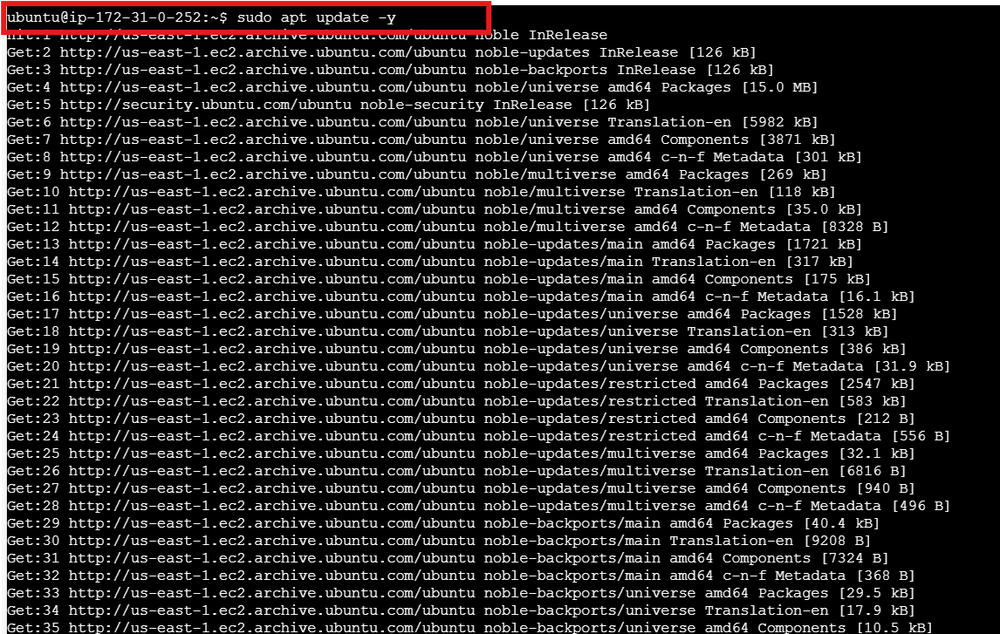 ubuntu@ip-172-31-0-252:~$ sudo apt update -y
Hit:1 http://us-east-1.ec2.archive.ubuntu.com/ubuntu noble InRelease
Get:2 http://us-east-1.ec2.archive.ubuntu.com/ubuntu noble-updates InRelease [126 kB]
Get:3 http://us-east-1.ec2.archive.ubuntu.com/ubuntu noble-backports InRelease [126 kB]
Get:4 http://us-east-1.ec2.archive.ubuntu.com/ubuntu noble/universe amd64 Packages [15.0 MB]
Get:5 http://security.ubuntu.com/ubuntu noble-security InRelease [126 kB]
Get:6 http://us-east-1.ec2.archive.ubuntu.com/ubuntu noble/universe Translation-en [5982 kB]
Get:7 http://us-east-1.ec2.archive.ubuntu.com/ubuntu noble/universe amd64 Components [3871 kB]
Get:8 http://us-east-1.ec2.archive.ubuntu.com/ubuntu noble/universe amd64 c-n-f Metadata [301 kB]
Get:9 http://us-east-1.ec2.archive.ubuntu.com/ubuntu noble/multiverse amd64 Packages [269 kB]
Get:10 http://us-east-1.ec2.archive.ubuntu.com/ubuntu noble/multiverse Translation-en [118 kB]
Get:11 http://us-east-1.ec2.archive.ubuntu.com/ubuntu noble/multiverse amd64 Components [35.0 kB]
Get:12 http://us-east-1.ec2.archive.ubuntu.com/ubuntu noble/multiverse amd64 c-n-f Metadata [8328 B]
Get:13 http://us-east-1.ec2.archive.ubuntu.com/ubuntu noble-updates/main amd64 Packages [1721 kB]
Get:14 http://us-east-1.ec2.archive.ubuntu.com/ubuntu noble-updates/main Translation-en [317 kB]
Get:15 http://us-east-1.ec2.archive.ubuntu.com/ubuntu noble-updates/main amd64 Components [175 kB]
Get:16 http://us-east-1.ec2.archive.ubuntu.com/ubuntu noble-updates/main amd64 c-n-f Metadata [16.1 kB]
Get:17 http://us-east-1.ec2.archive.ubuntu.com/ubuntu noble-updates/universe amd64 Packages [1528 kB]
Get:18 http://us-east-1.ec2.archive.ubuntu.com/ubuntu noble-updates/universe Translation-en [313 kB]
Get:19 http://us-east-1.ec2.archive.ubuntu.com/ubuntu noble-updates/universe amd64 Components [386 kB]
Get:20 http://us-east-1.ec2.archive.ubuntu.com/ubuntu noble-updates/universe amd64 c-n-f Metadata [31.9 kB]
Get:21 http://us-east-1.ec2.archive.ubuntu.com/ubuntu noble-updates/restricted amd64 Packages [2547 kB]
Get:22 http://us-east-1.ec2.archive.ubuntu.com/ubuntu noble-updates/restricted Translation-en [583 kB]
Get:23 http://us-east-1.ec2.archive.ubuntu.com/ubuntu noble-updates/restricted amd64 Components [212 B]
Get:24 http://us-east-1.ec2.archive.ubuntu.com/ubuntu noble-updates/restricted amd64 c-n-f Metadata [556 B]
Get:25 http://us-east-1.ec2.archive.ubuntu.com/ubuntu noble-updates/multiverse amd64 Packages [32.1 kB]
Get:26 http://us-east-1.ec2.archive.ubuntu.com/ubuntu noble-updates/multiverse Translation-en [6816 B]
Get:27 http://us-east-1.ec2.archive.ubuntu.com/ubuntu noble-updates/multiverse amd64 Components [940 B]
Get:28 http://us-east-1.ec2.archive.ubuntu.com/ubuntu noble-updates/multiverse amd64 c-n-f Metadata [496 B]
Get:29 http://us-east-1.ec2.archive.ubuntu.com/ubuntu noble-backports/main amd64 Packages [40.4 kB]
Get:30 http://us-east-1.ec2.archive.ubuntu.com/ubuntu noble-backports/main Translation-en [9208 B]
Get:31 http://us-east-1.ec2.archive.ubuntu.com/ubuntu noble-backports/main amd64 Components [7324 B]
Get:32 http://us-east-1.ec2.archive.ubuntu.com/ubuntu noble-backports/main amd64 c-n-f Metadata [368 B]
Get:33 http://us-east-1.ec2.archive.ubuntu.com/ubuntu noble-backports/universe amd64 Packages [29.5 kB]
Get:34 http://us-east-1.ec2.archive.ubuntu.com/ubuntu noble-backports/universe Translation-en [17.9 kB]
Get:35 http://us-east-1.ec2.archive.ubuntu.com/ubuntu noble-backports/universe amd64 Components [10.5 kB]